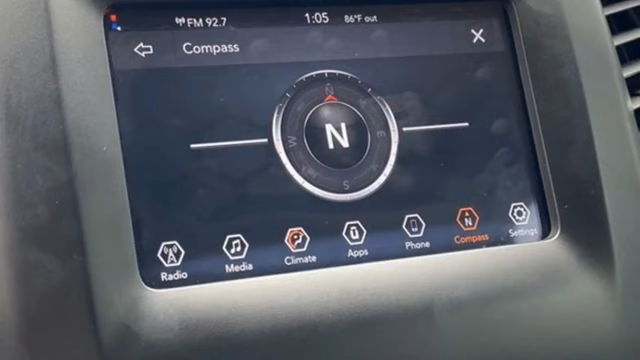 FM 92.7 1:05 86°F out
Compass
N
N
W E
S
Radio Media Climate Apps Phone Compass Settings